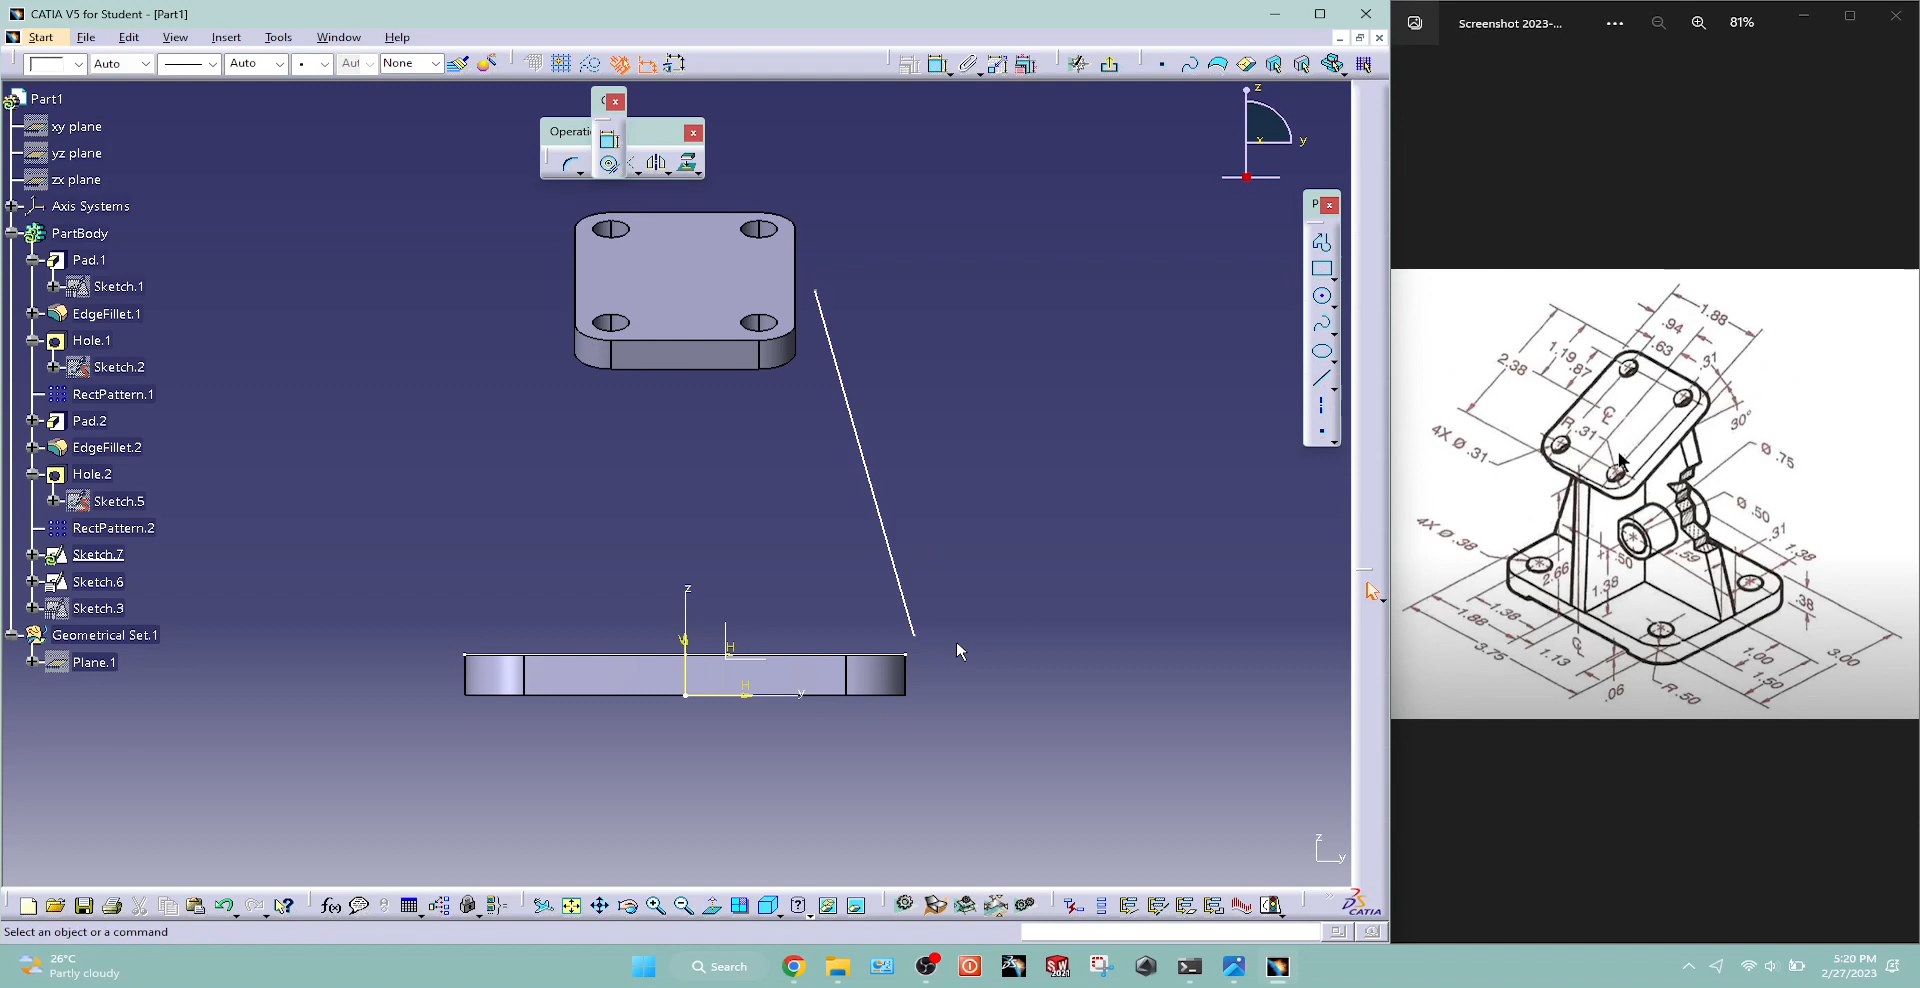 CATIA V5 for Student - [Part1]
Start File Edit View Insert Tools Window Help
Auto Auto Aut None
Part1
xy plane
yz plane
zx plane
Axis Systems
PartBody
Pad.1
Sketch.1
EdgeFillet.1
Hole.1
Sketch.2
RectPattern.1
Pad.2
EdgeFillet.2
Hole.2
Sketch.5
RectPattern.2
Sketch.7
Sketch.6
Sketch.3
Geometrical Set.1
Plane.1
Operati
P
z
x
y
z
V
H
H
y
z
y
f(x)
CATIA
Select an object or a command
Screenshot 2023-... 81%
1.88
.94
.63
1.19
.87
2.38
.31
30°
R .31
4X Ø .31
Ø .75
Ø .50
4X Ø .38
.31
1.38
.59
.50
2.66
1.38
.38
1.38
1.88
3.75
1.13
1.00
1.50
3.00
.06
R.50
26°C
Partly cloudy
Search
SW
2021
5:20 PM
2/27/2023